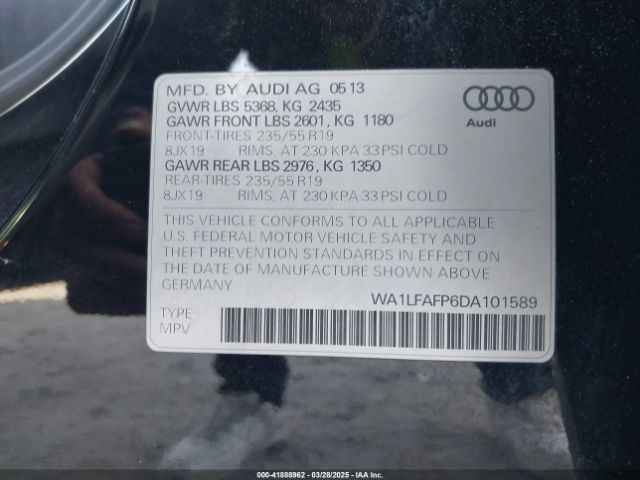 MFD. BY AUDI AG 05 13
GVWR LBS 5368, KG 2435
GAWR FRONT LBS 2601, KG 1180
FRONT-TIRES 235/55 R19
8JX19 RIMS, AT 230 KPA 33 PSI COLD
GAWR REAR LBS 2976, KG 1350
REAR-TIRES 235/55 R19
8JX19 RIMS, AT 230 KPA 33 PSI COLD
Audi
THIS VEHICLE CONFORMS TO ALL APPLICABLE
U.S. FEDERAL MOTOR VEHICLE SAFETY AND
THEFT PREVENTION STANDARDS IN EFFECT ON
THE DATE OF MANUFACTURE SHOWN ABOVE
GERMANY
WA1LFAFP6DA101589
TYPE:
MPV
000-41888962 | 03/28/2025 | IAAI.com